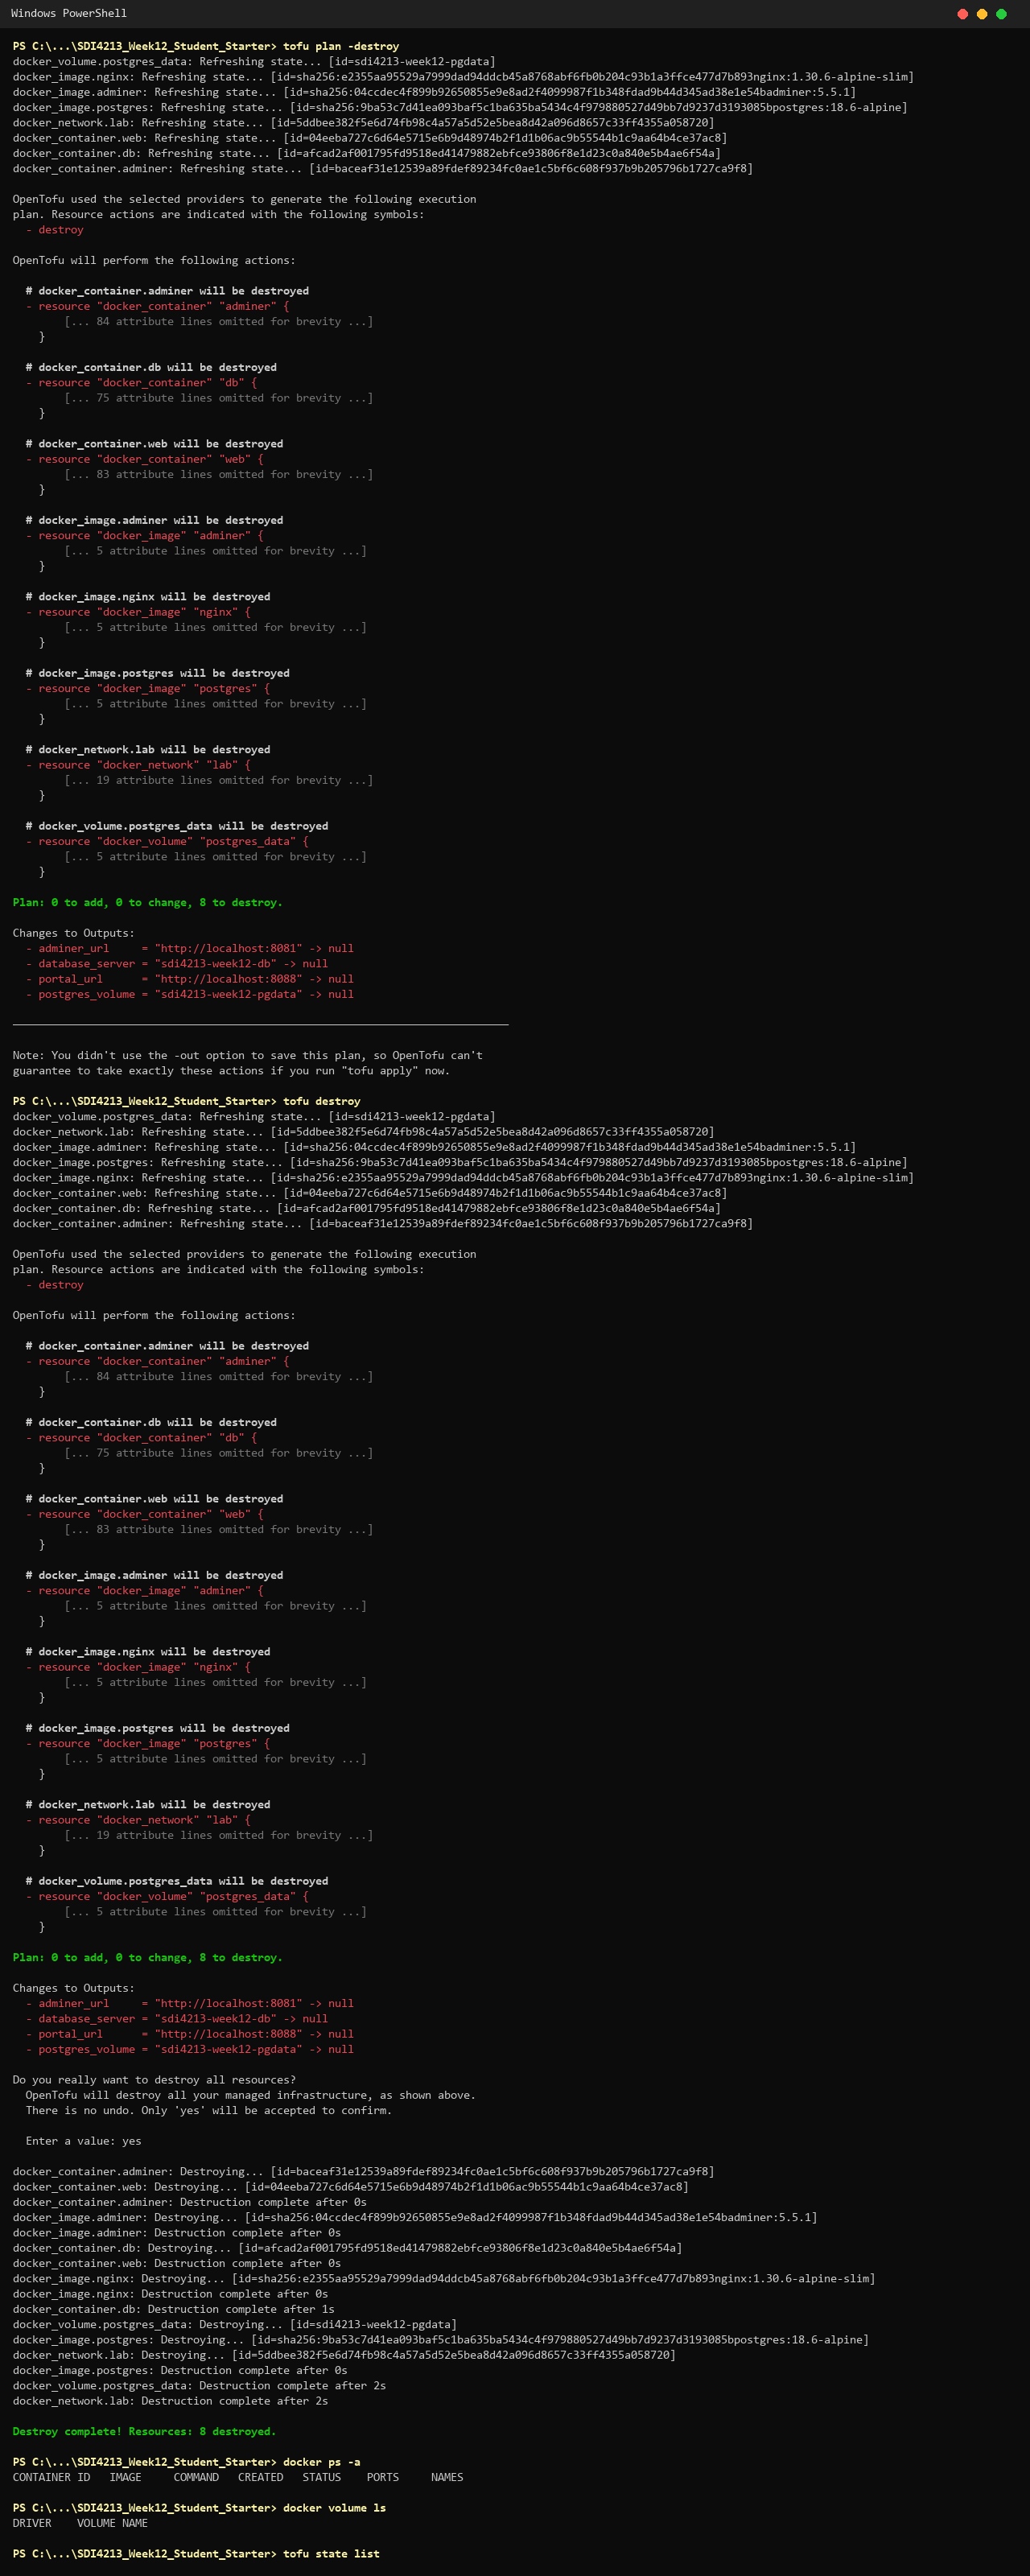 Windows PowerShell
PS C:\...\SDI4213_Week12_Student_Starter> tofu plan -destroy
docker_volume.postgres_data: Refreshing state... [id=sdi4213-week12-pgdata]
docker_image.nginx: Refreshing state... [id=sha256:e2355aa95529a7999dad94ddcb45a8768abf6fb0b204c93b1a3ffce477d7b893nginx:1.30.6-alpine-slim]
docker_image.adminer: Refreshing state... [id=sha256:04ccdec4f899b92650855e9e8ad2f4099987f1b348fdad9b44d345ad38e1e54badminer:5.5.1]
docker_image.postgres: Refreshing state... [id=sha256:9ba53c7d41ea093baf5c1ba635ba5434c4f979880527d49bb7d9237d3193085bpostgres:18.6-alpine]
docker_network.lab: Refreshing state... [id=5ddbee382f5e6d74fb98c4a57a5d52e5bea8d42a096d8657c33ff4355a058720]
docker_container.web: Refreshing state... [id=04eeba727c6d64e5715e6b9d48974b2f1d1b06ac9b55544b1c9aa64b4ce37ac8]
docker_container.db: Refreshing state... [id=afcad2af001795fd9518ed41479882ebfce93806f8e1d23c0a840e5b4ae6f54a]
docker_container.adminer: Refreshing state... [id=baceaf31e12539a89fdef89234fc0ae1c5bf6c608f937b9b205796b1727ca9f8]
OpenTofu used the selected providers to generate the following execution
plan. Resource actions are indicated with the following symbols:
- destroy
OpenTofu will perform the following actions:
# docker_container.adminer will be destroyed
- resource "docker_container" "adminer" {
[... 84 attribute lines omitted for brevity ...]
}
# docker_container.db will be destroyed
- resource "docker_container" "db" {
[... 75 attribute lines omitted for brevity ...]
}
# docker_container.web will be destroyed
- resource "docker_container" "web" {
[... 83 attribute lines omitted for brevity ...]
}
# docker_image.adminer will be destroyed
- resource "docker_image" "adminer" {
[... 5 attribute lines omitted for brevity ...]
}
# docker_image.nginx will be destroyed
- resource "docker_image" "nginx" {
[... 5 attribute lines omitted for brevity ...]
}
# docker_image.postgres will be destroyed
- resource "docker_image" "postgres" {
[... 5 attribute lines omitted for brevity ...]
}
# docker_network.lab will be destroyed
- resource "docker_network" "lab" {
[... 19 attribute lines omitted for brevity ...]
}
# docker_volume.postgres_data will be destroyed
- resource "docker_volume" "postgres_data" {
[... 5 attribute lines omitted for brevity ...]
}
Plan: 0 to add, 0 to change, 8 to destroy.
Changes to Outputs:
- adminer_url     = "http://localhost:8081" -> null
- database_server = "sdi4213-week12-db" -> null
- portal_url      = "http://localhost:8088" -> null
- postgres_volume = "sdi4213-week12-pgdata" -> null
Note: You didn't use the -out option to save this plan, so OpenTofu can't
guarantee to take exactly these actions if you run "tofu apply" now.
PS C:\...\SDI4213_Week12_Student_Starter> tofu destroy
docker_volume.postgres_data: Refreshing state... [id=sdi4213-week12-pgdata]
docker_network.lab: Refreshing state... [id=5ddbee382f5e6d74fb98c4a57a5d52e5bea8d42a096d8657c33ff4355a058720]
docker_image.adminer: Refreshing state... [id=sha256:04ccdec4f899b92650855e9e8ad2f4099987f1b348fdad9b44d345ad38e1e54badminer:5.5.1]
docker_image.postgres: Refreshing state... [id=sha256:9ba53c7d41ea093baf5c1ba635ba5434c4f979880527d49bb7d9237d3193085bpostgres:18.6-alpine]
docker_image.nginx: Refreshing state... [id=sha256:e2355aa95529a7999dad94ddcb45a8768abf6fb0b204c93b1a3ffce477d7b893nginx:1.30.6-alpine-slim]
docker_container.web: Refreshing state... [id=04eeba727c6d64e5715e6b9d48974b2f1d1b06ac9b55544b1c9aa64b4ce37ac8]
docker_container.db: Refreshing state... [id=afcad2af001795fd9518ed41479882ebfce93806f8e1d23c0a840e5b4ae6f54a]
docker_container.adminer: Refreshing state... [id=baceaf31e12539a89fdef89234fc0ae1c5bf6c608f937b9b205796b1727ca9f8]
OpenTofu used the selected providers to generate the following execution
plan. Resource actions are indicated with the following symbols:
- destroy
OpenTofu will perform the following actions:
# docker_container.adminer will be destroyed
- resource "docker_container" "adminer" {
[... 84 attribute lines omitted for brevity ...]
}
# docker_container.db will be destroyed
- resource "docker_container" "db" {
[... 75 attribute lines omitted for brevity ...]
}
# docker_container.web will be destroyed
- resource "docker_container" "web" {
[... 83 attribute lines omitted for brevity ...]
}
# docker_image.adminer will be destroyed
- resource "docker_image" "adminer" {
[... 5 attribute lines omitted for brevity ...]
}
# docker_image.nginx will be destroyed
- resource "docker_image" "nginx" {
[... 5 attribute lines omitted for brevity ...]
}
# docker_image.postgres will be destroyed
- resource "docker_image" "postgres" {
[... 5 attribute lines omitted for brevity ...]
}
# docker_network.lab will be destroyed
- resource "docker_network" "lab" {
[... 19 attribute lines omitted for brevity ...]
}
# docker_volume.postgres_data will be destroyed
- resource "docker_volume" "postgres_data" {
[... 5 attribute lines omitted for brevity ...]
}
Plan: 0 to add, 0 to change, 8 to destroy.
Changes to Outputs:
- adminer_url     = "http://localhost:8081" -> null
- database_server = "sdi4213-week12-db" -> null
- portal_url      = "http://localhost:8088" -> null
- postgres_volume = "sdi4213-week12-pgdata" -> null
Do you really want to destroy all resources?
OpenTofu will destroy all your managed infrastructure, as shown above.
There is no undo. Only 'yes' will be accepted to confirm.
Enter a value: yes
docker_container.adminer: Destroying... [id=baceaf31e12539a89fdef89234fc0ae1c5bf6c608f937b9b205796b1727ca9f8]
docker_container.web: Destroying... [id=04eeba727c6d64e5715e6b9d48974b2f1d1b06ac9b55544b1c9aa64b4ce37ac8]
docker_container.adminer: Destruction complete after 0s
docker_image.adminer: Destroying... [id=sha256:04ccdec4f899b92650855e9e8ad2f4099987f1b348fdad9b44d345ad38e1e54badminer:5.5.1]
docker_image.adminer: Destruction complete after 0s
docker_container.db: Destroying... [id=afcad2af001795fd9518ed41479882ebfce93806f8e1d23c0a840e5b4ae6f54a]
docker_container.web: Destruction complete after 0s
docker_image.nginx: Destroying... [id=sha256:e2355aa95529a7999dad94ddcb45a8768abf6fb0b204c93b1a3ffce477d7b893nginx:1.30.6-alpine-slim]
docker_image.nginx: Destruction complete after 0s
docker_container.db: Destruction complete after 1s
docker_volume.postgres_data: Destroying... [id=sdi4213-week12-pgdata]
docker_image.postgres: Destroying... [id=sha256:9ba53c7d41ea093baf5c1ba635ba5434c4f979880527d49bb7d9237d3193085bpostgres:18.6-alpine]
docker_network.lab: Destroying... [id=5ddbee382f5e6d74fb98c4a57a5d52e5bea8d42a096d8657c33ff4355a058720]
docker_image.postgres: Destruction complete after 0s
docker_volume.postgres_data: Destruction complete after 2s
docker_network.lab: Destruction complete after 2s
Destroy complete! Resources: 8 destroyed.
PS C:\...\SDI4213_Week12_Student_Starter> docker ps -a
CONTAINER ID   IMAGE     COMMAND   CREATED   STATUS    PORTS     NAMES
PS C:\...\SDI4213_Week12_Student_Starter> docker volume ls
DRIVER    VOLUME NAME
PS C:\...\SDI4213_Week12_Student_Starter> tofu state list